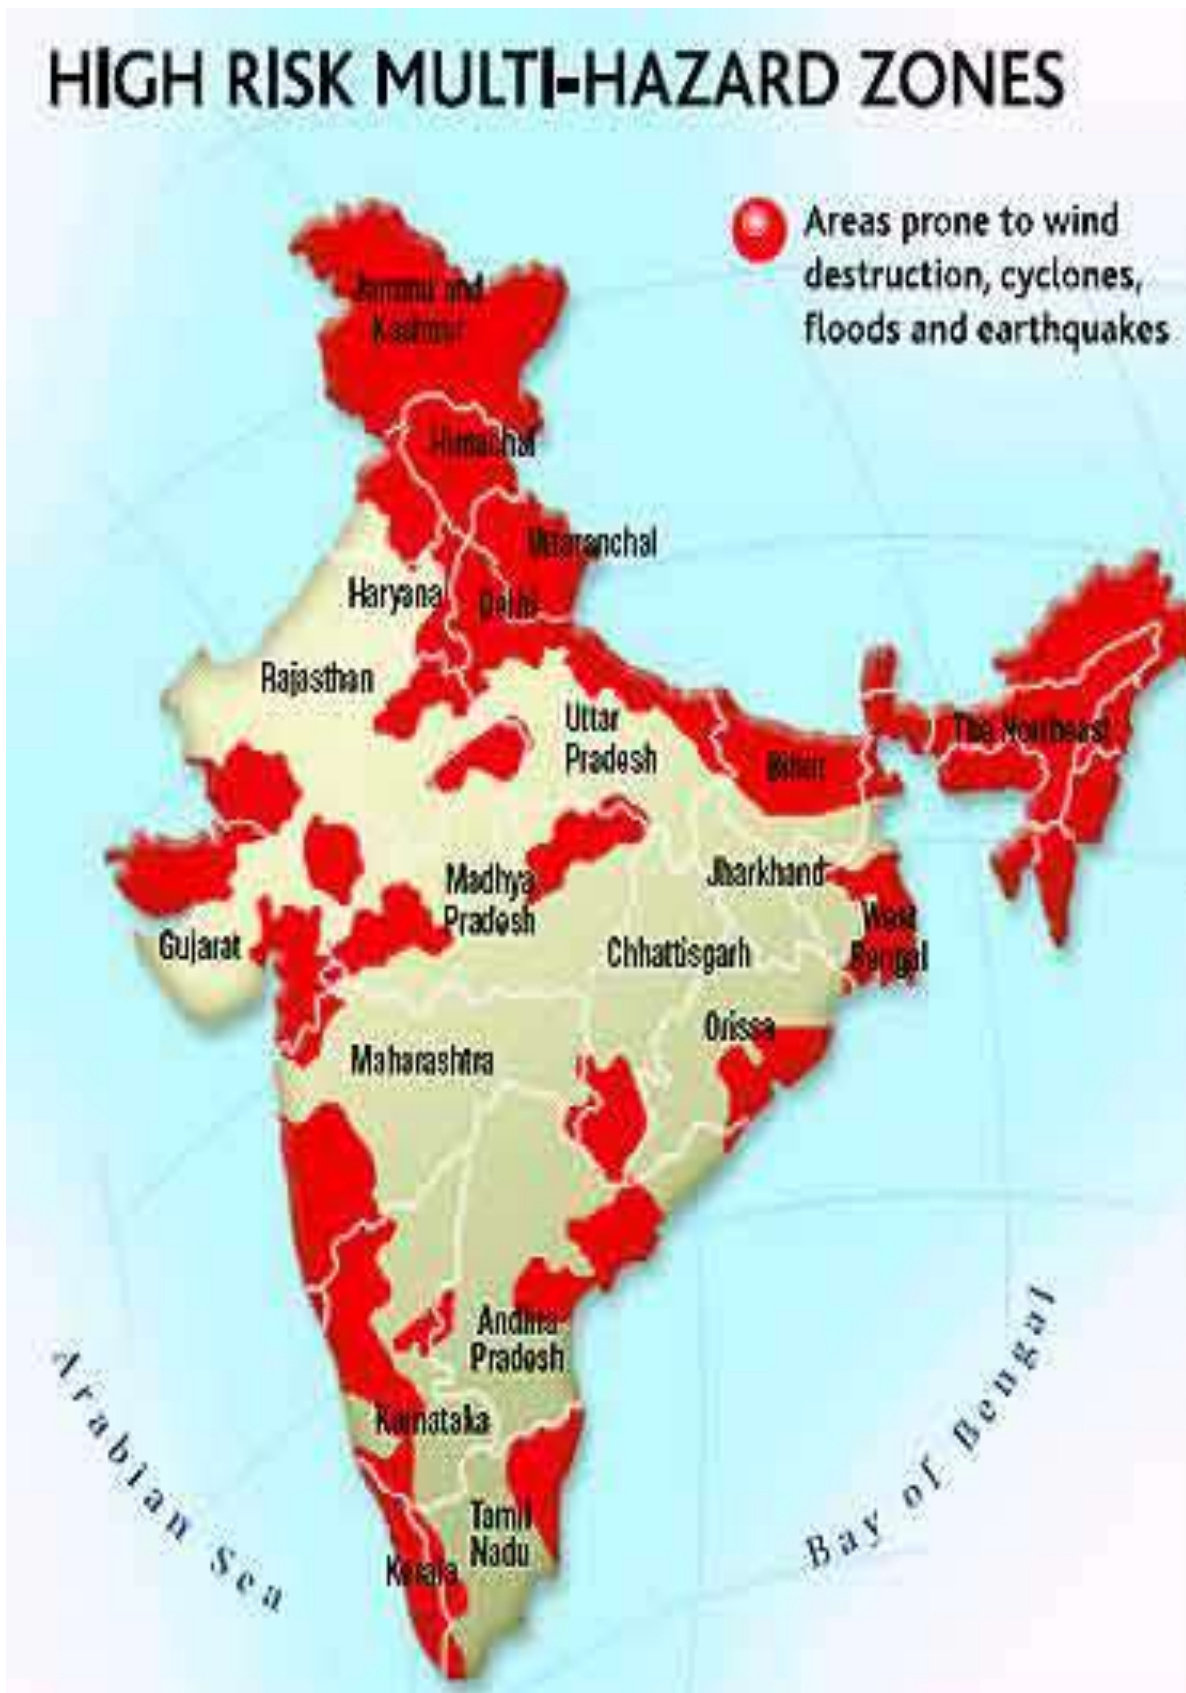 HIGH RISK MULTI-HAZARD ZONES
Areas prone to wind
destruction, cyclones,
floods and earthquakes
Jammu and
Kashmir
Himachal
Uttaranchal
Haryana
Delhi
Rajasthan
Uttar
Pradesh
The Northeast
Bihar
Madhya
Pradesh
Jharkhand
West
Bengal
Gujarat
Chhattisgarh
Orissa
Maharashtra
Andhra
Pradesh
Karnataka
Tamil
Nadu
Kerala
Arabian Sea
Bay of Bengal